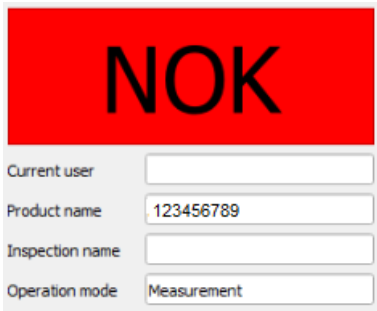 NOK
Current user
Product name 123456789
Inspection name
Operation mode Measurement